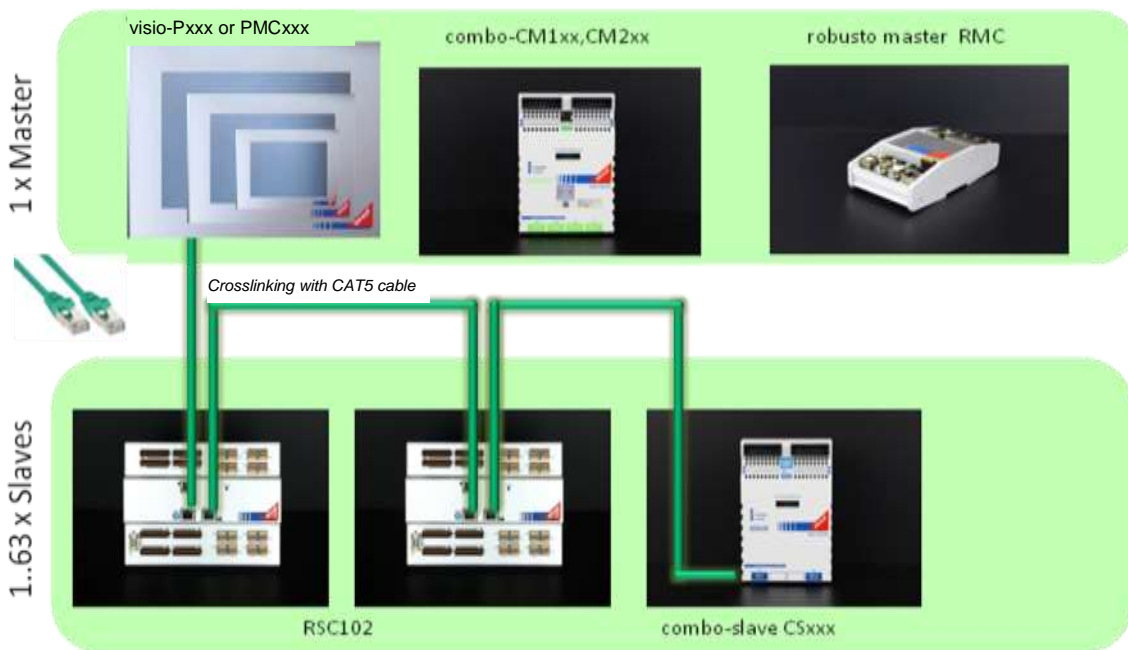 visio-Pxxx or PMCxxx
combo-CM1xx,CM2xx
robusto master RMC
1 x Master
Crosslinking with CAT5 cable
1..63 x Slaves
RSC102
combo-slave CSxxx